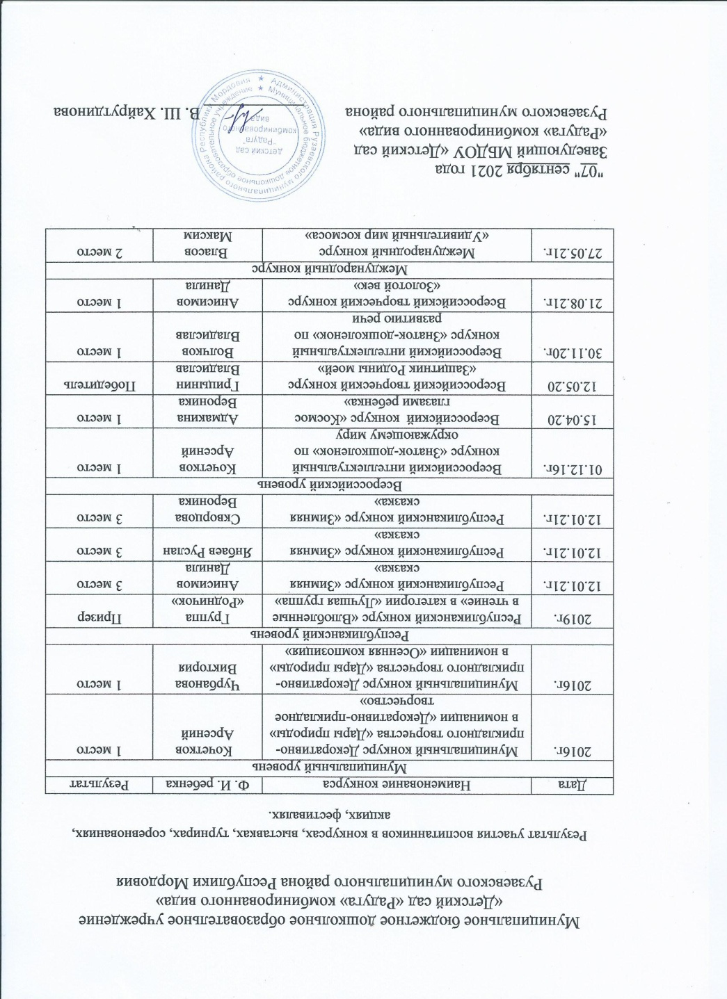 Муниципальное бюджетное дошкольное образовательное учреждение
«Детский сад «Радуга» комбинированного вида»
Рузаевского муниципального района Республики Мордовия
Результат участия воспитанников в конкурсах, выставках, турнирах, соревнованиях,
акциях, фестивалях.
Дата Наименование конкурса Ф. И. ребенка Результат
Муниципальный уровень
2016г. Муниципальный конкурс Декоративно- Кочетков 1 место
прикладного творчества «Дары природы» Арсений
в номинации «Декоративно-прикладное
творчество»
2016г. Муниципальный конкурс Декоративно- Чурбанова 1 место
прикладного творчества «Дары природы» Виктория
в номинации «Осенняя композиция»
Республиканский уровень
2019г. Республиканский конкурс «Влюбленные Группа Призер
в чтение» в категории «Лучшая группа» «Родничок»
12.01.21г. Республиканский конкурс «Зимняя Анисимов 3 место
сказка» Данила
12.01.21г. Республиканский конкурс «Зимняя Янбаев Руслан 3 место
сказка»
12.01.21г. Республиканский конкурс «Зимняя Скворцова 3 место
сказка» Вероника
Всероссийский уровень
01.12.16г. Всероссийский интеллектуальный Кочетков 1 место
конкурс «Знаток-дошколенок» по Арсений
окружающему миру
15.04.20 Всероссийский конкурс «Космос Адмакина 1 место
глазами ребенка» Вероника
12.05.20 Всероссийский творческий конкурс Грицынин Победитель
«Защитник Родины моей» Владислав
30.11.20г. Всероссийский интеллектуальный Волчков 1 место
конкурс «Знаток-дошколенок» по Владислав
развитию речи
21.08.21г. Всероссийский творческий конкурс Анисимов 1 место
«Золотой век» Данила
Международный конкурс
27.05.21г. Международный конкурс Власов 2 место
«Удивительный мир космоса» Максим
"07" сентября 2021 года
Заведующий МБДОУ «Детский сад
«Радуга» комбинированного вида»
Рузаевского муниципального района В. Ш. Хайрутдинова
Администрация Рузаевского муниципального района Республики Мордовия
Муниципальное бюджетное дошкольное образовательное учреждение
детский сад
"Радуга"
комбинированного
вида